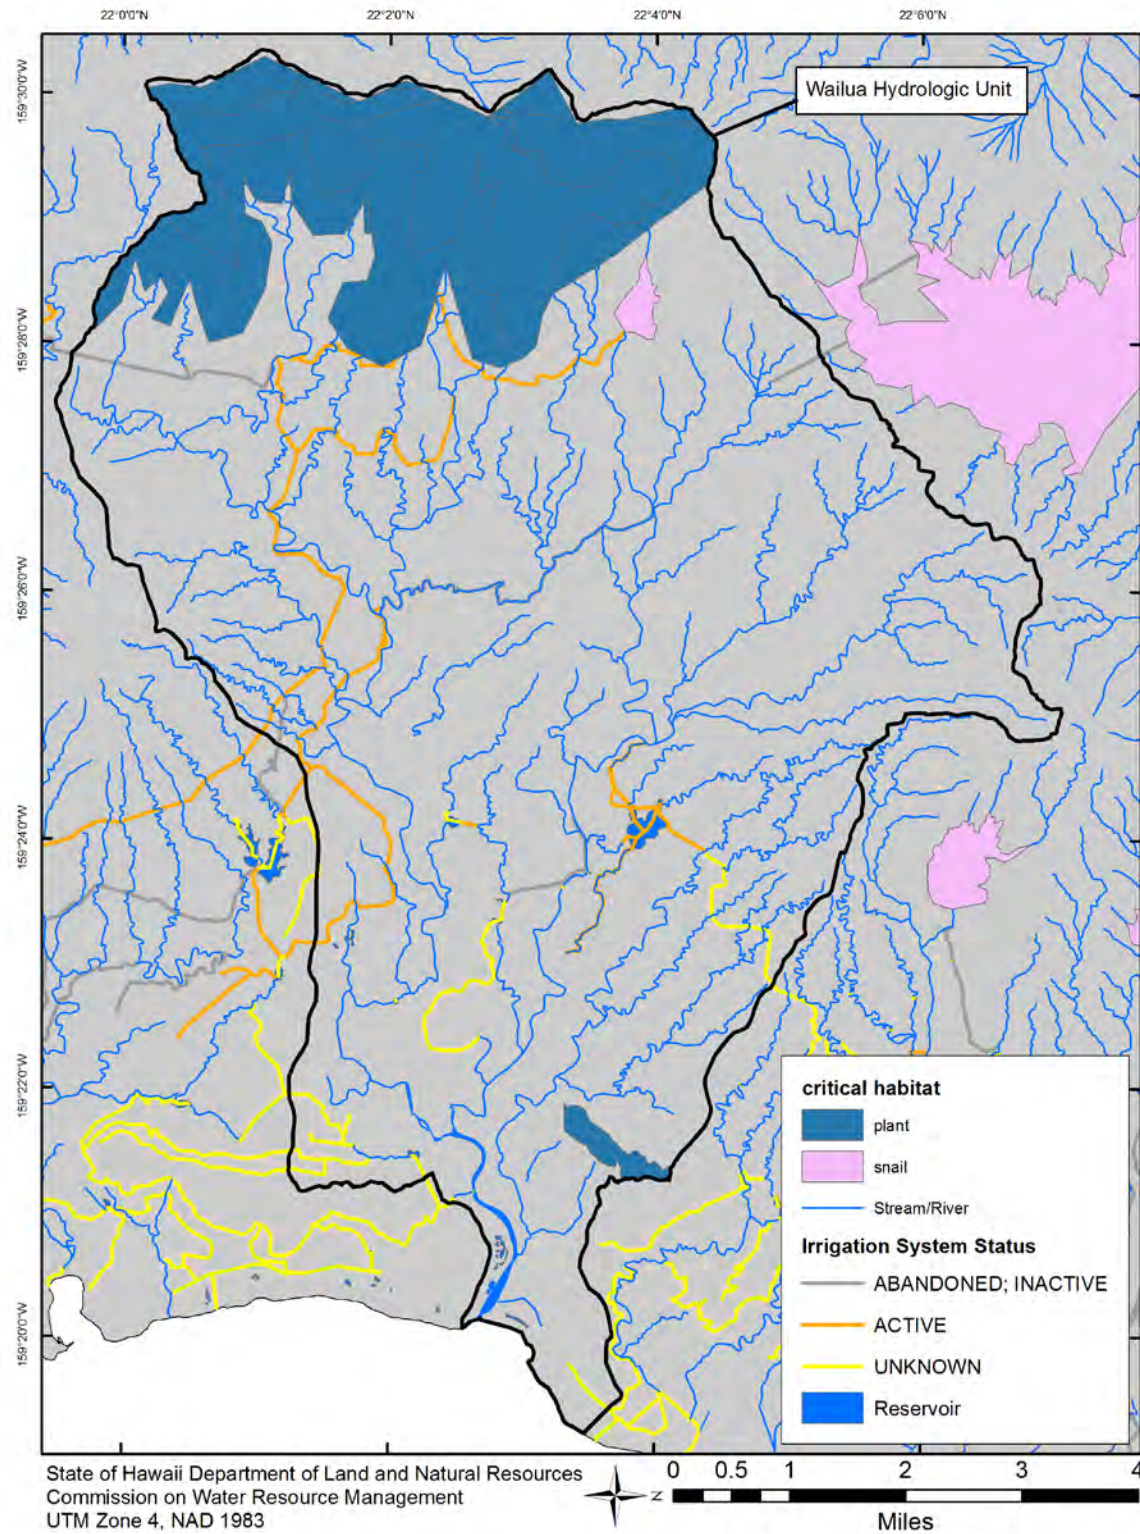 22°0'0"N
22°2'0"N
22°4'0"N
22°6'0"N
159°30'0"W
159°28'0"W
159°26'0"W
159°24'0"W
159°22'0"W
159°20'0"W
Wailua Hydrologic Unit
critical habitat
plant
snail
Stream/River
Irrigation System Status
ABANDONED; INACTIVE
ACTIVE
UNKNOWN
Reservoir
State of Hawaii Department of Land and Natural Resources
Commission on Water Resource Management
UTM Zone 4, NAD 1983
N
0 0.5 1 2 3 4
Miles